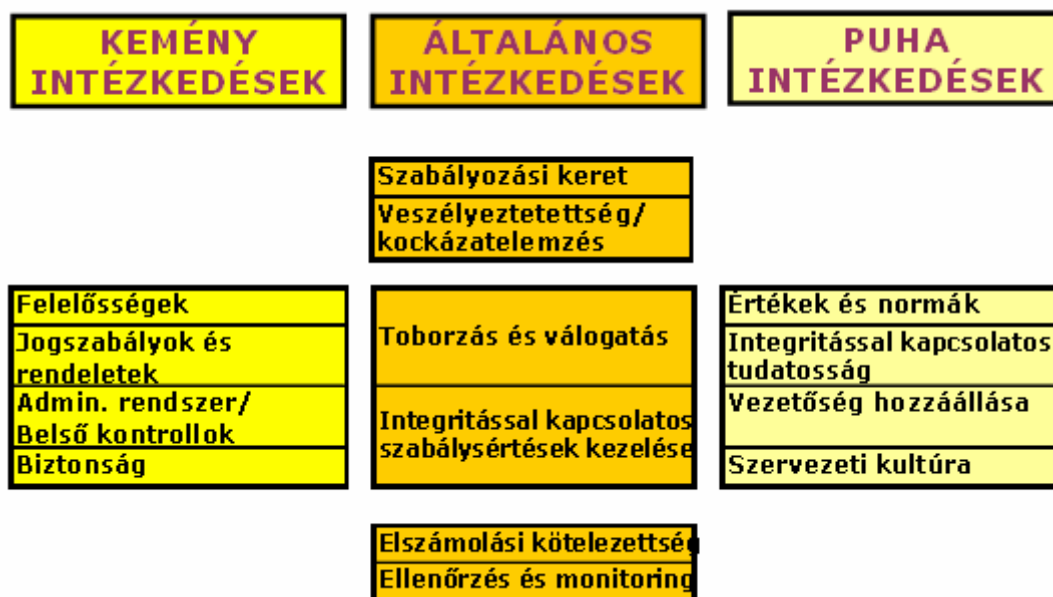 KEMÉNY
INTÉZKEDÉSEK
ÁLTALÁNOS
INTÉZKEDÉSEK
PUHA
INTÉZKEDÉSEK
Szabályozási keret
Veszélyeztetettség/
kockázatelemzés
Felelősségek
Jogszabályok és
rendeletek
Admin. rendszer/
Belső kontrollok
Biztonság
Toborzás és válogatás
Integritással kapcsolatos
szabálysértések kezelése
Értékek és normák
Integritással kapcsolatos
tudatosság
Vezetőség hozzáállása
Szervezeti kultúra
Elszámolási kötelezettség
Ellenőrzés és monitoring